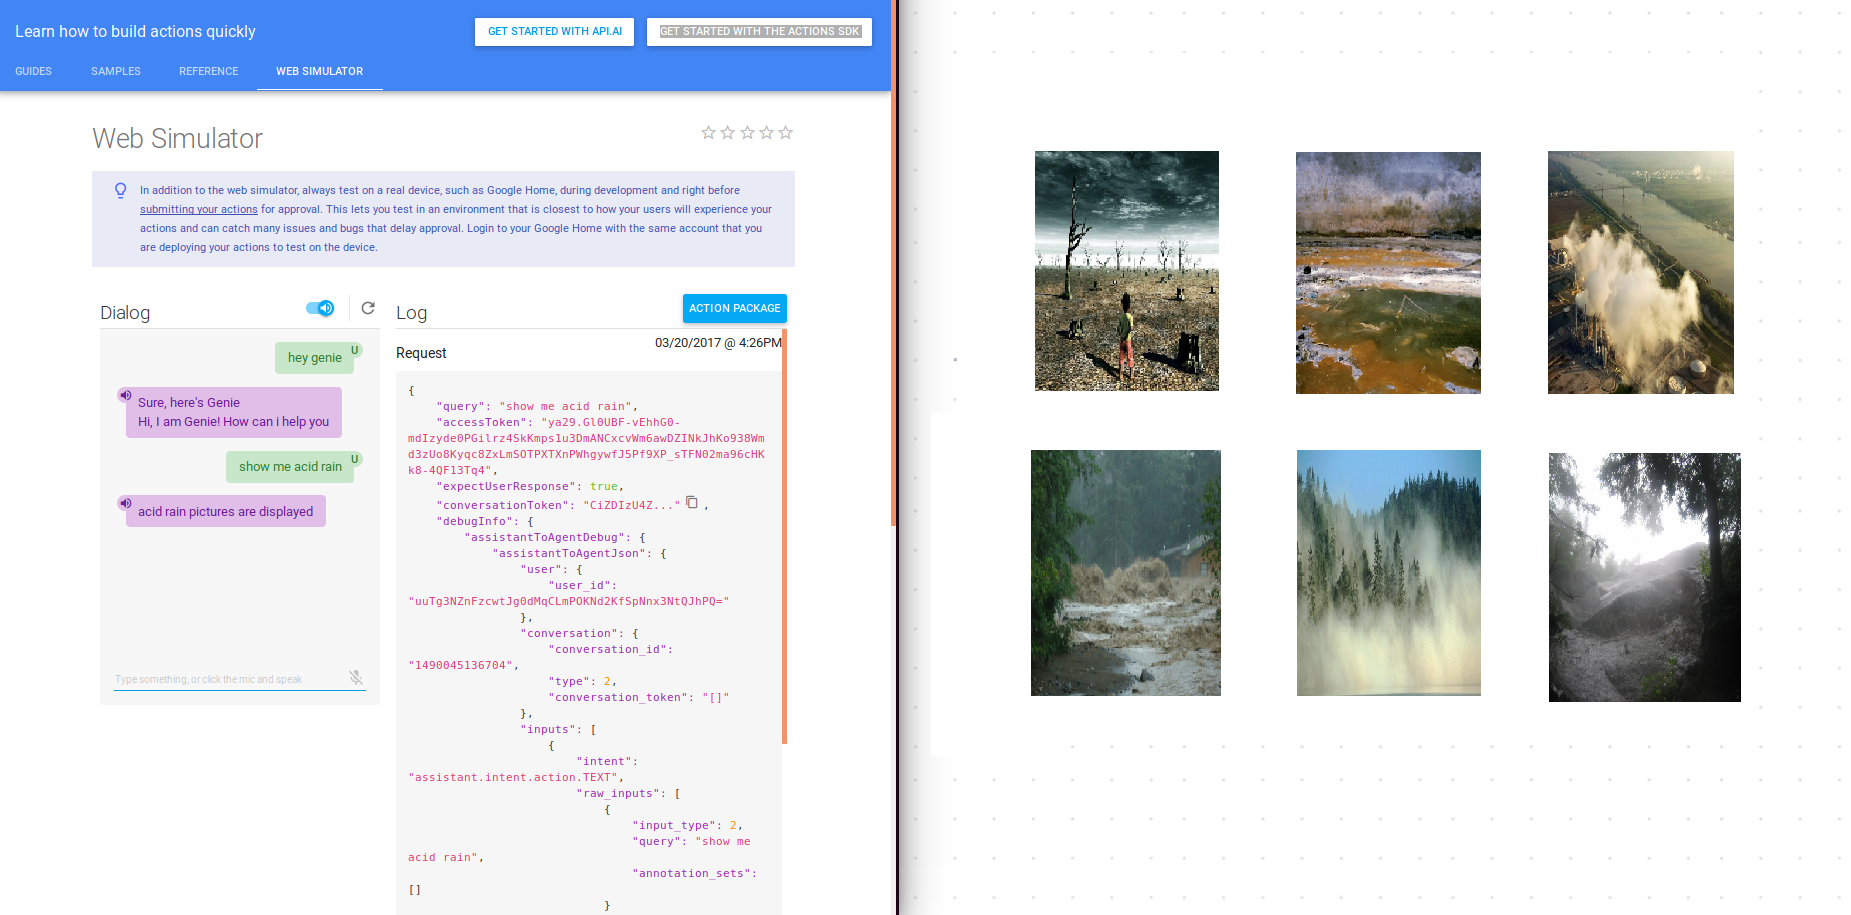 Learn how to build actions quickly
GET STARTED WITH API.AI
GET STARTED WITH THE ACTIONS SDK
GUIDES
SAMPLES
REFERENCE
WEB SIMULATOR
Web Simulator
In addition to the web simulator, always test on a real device, such as Google Home, during development and right before
submitting your actions for approval. This lets you test in an environment that is closest to how your users will experience your
actions and can catch many issues and bugs that delay approval. Login to your Google Home with the same account that you
are deploying your actions to test on the device.
Dialog
hey genie
U
Sure, here's Genie
Hi, I am Genie! How can i help you
show me acid rain
U
acid rain pictures are displayed
Type something, or click the mic and speak
Log
ACTION PACKAGE
03/20/2017 @ 4:26PM
Request
{
"query": "show me acid rain",
"accessToken": "ya29.Gl0UBF-vEhhG0-
mdIzyde0PGilrz4SkKmps1u3DmANCxcvWm6awDZINkJhKo938Wm
d3zUo8Kyqc8ZxLmSOTPXTXnPWhgywfJ5Pf9XP_sTFN02ma96cHK
k8-4QF13Tq4",
"expectUserResponse": true,
"conversationToken": "CiZDIzU4Z..." ,
"debugInfo": {
"assistantToAgentDebug": {
"assistantToAgentJson": {
"user": {
"user_id":
"uuTg3NZnFzcwtJg0dMqCLmPOKNd2KfSpNnx3NtQJhPQ="
},
"conversation": {
"conversation_id":
"1490045136704",
"type": 2,
"conversation_token": "[]"
},
"inputs": [
{
"intent":
"assistant.intent.action.TEXT",
"raw_inputs": [
{
"input_type": 2,
"query": "show me
acid rain",
"annotation_sets":
[]
}